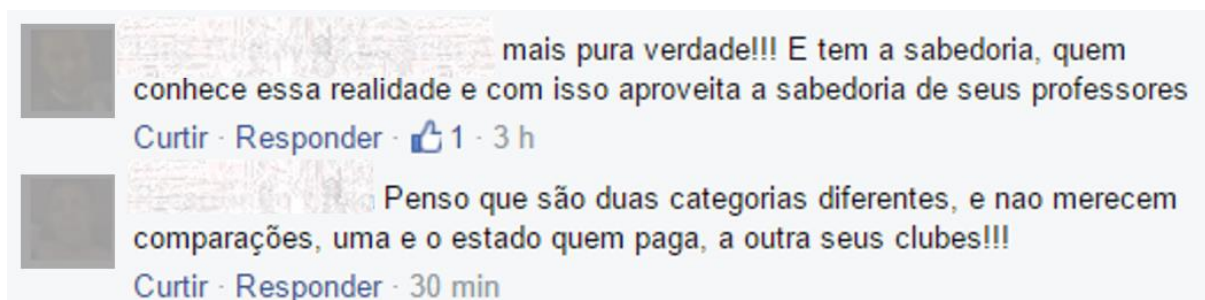 mais pura verdade!!! E tem a sabedoria, quem
conhece essa realidade e com isso aproveita a sabedoria de seus professores
Curtir · Responder · 1 · 3 h
Penso que são duas categorias diferentes, e nao merecem
comparações, uma e o estado quem paga, a outra seus clubes!!!
Curtir · Responder · 30 min